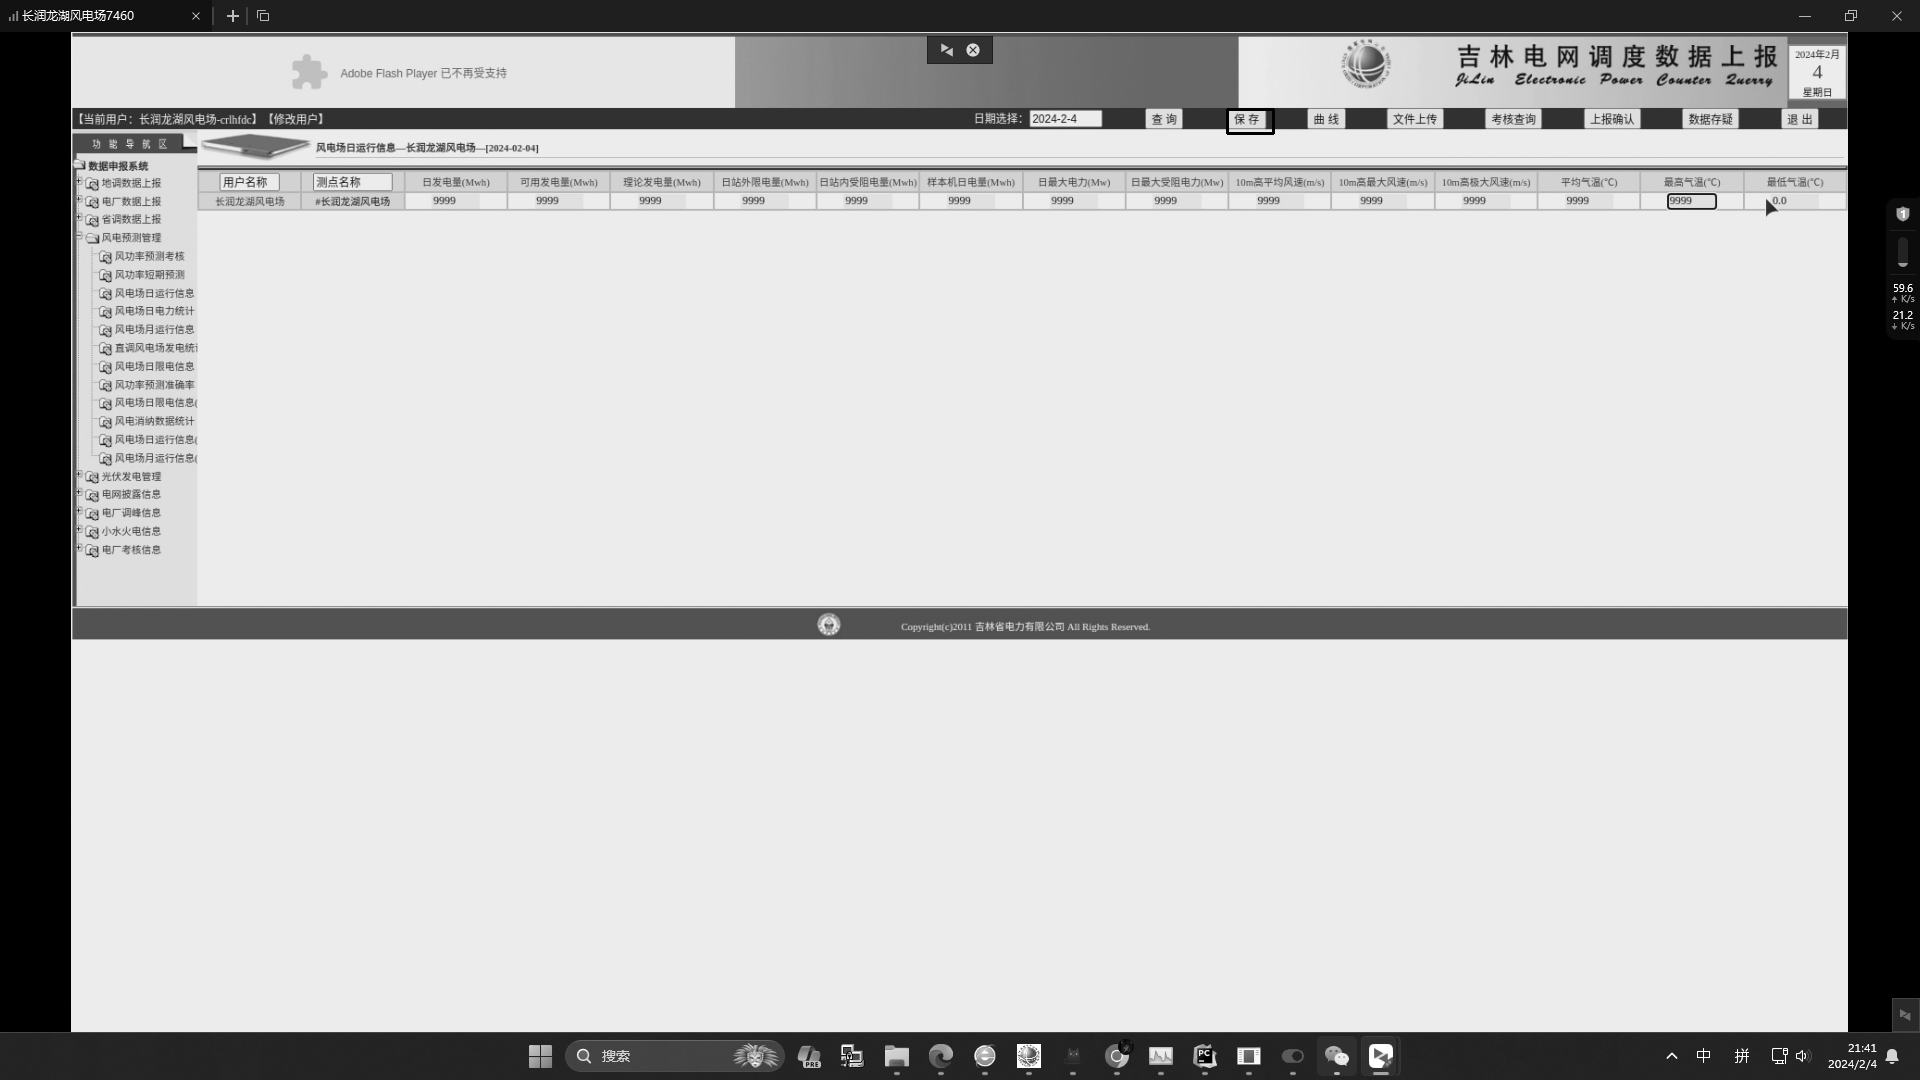 长润龙湖风电场7460
Adobe Flash Player 已不再受支持
吉林电网调度数据上报
JiLin Electronic Power Counter Querry
2024年2月
4
星期日
【当前用户：长润龙湖风电场-crlhfdc】【修改用户】
日期选择： 2024-2-4 查 询 保 存 曲 线 文件上传 考核查询 上报确认 数据存疑 退 出
功 能 导 航 区
风电场日运行信息—长润龙湖风电场—[2024-02-04]
数据申报系统
地调数据上报
电厂数据上报
省调数据上报
风电预测管理
风功率预测考核
风功率短期预测
风电场日运行信息
风电场日电力统计
风电场月运行信息
直调风电场发电统计
风电场日限电信息
风功率预测准确率
风电场日限电信息(
风电消纳数据统计
风电场日运行信息(
风电场月运行信息(
光伏发电管理
电网披露信息
电厂调峰信息
小水火电信息
电厂考核信息
用户名称 测点名称 日发电量(Mwh) 可用发电量(Mwh) 理论发电量(Mwh) 日站外限电量(Mwh) 日站内受阻电量(Mwh) 样本机日电量(Mwh) 日最大电力(Mw) 日最大受阻电力(Mw) 10m高平均风速(m/s) 10m高最大风速(m/s) 10m高极大风速(m/s) 平均气温(℃) 最高气温(℃) 最低气温(℃)
长润龙湖风电场 #长润龙湖风电场 9999 9999 9999 9999 9999 9999 9999 9999 9999 9999 9999 9999 9999 0.0
1
59.6
K/s
21.2
K/s
Copyright(c)2011 吉林省电力有限公司 All Rights Reserved.
搜索
PRE
PC
中
拼
21:41
2024/2/4